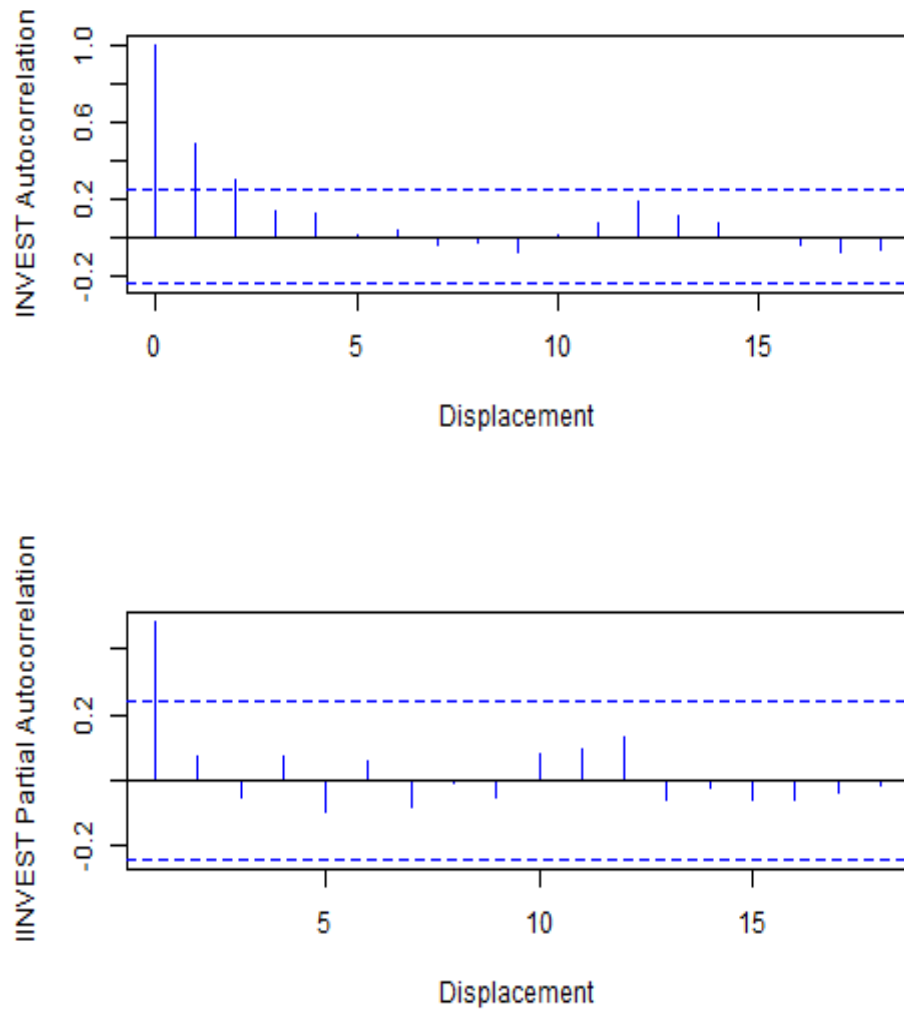 INVEST Autocorrelation
1.0
0.6
0.2
-0.2
0 5 10 15
Displacement
IINVEST Partial Autocorrelation
0.2
-0.2
5 10 15
Displacement